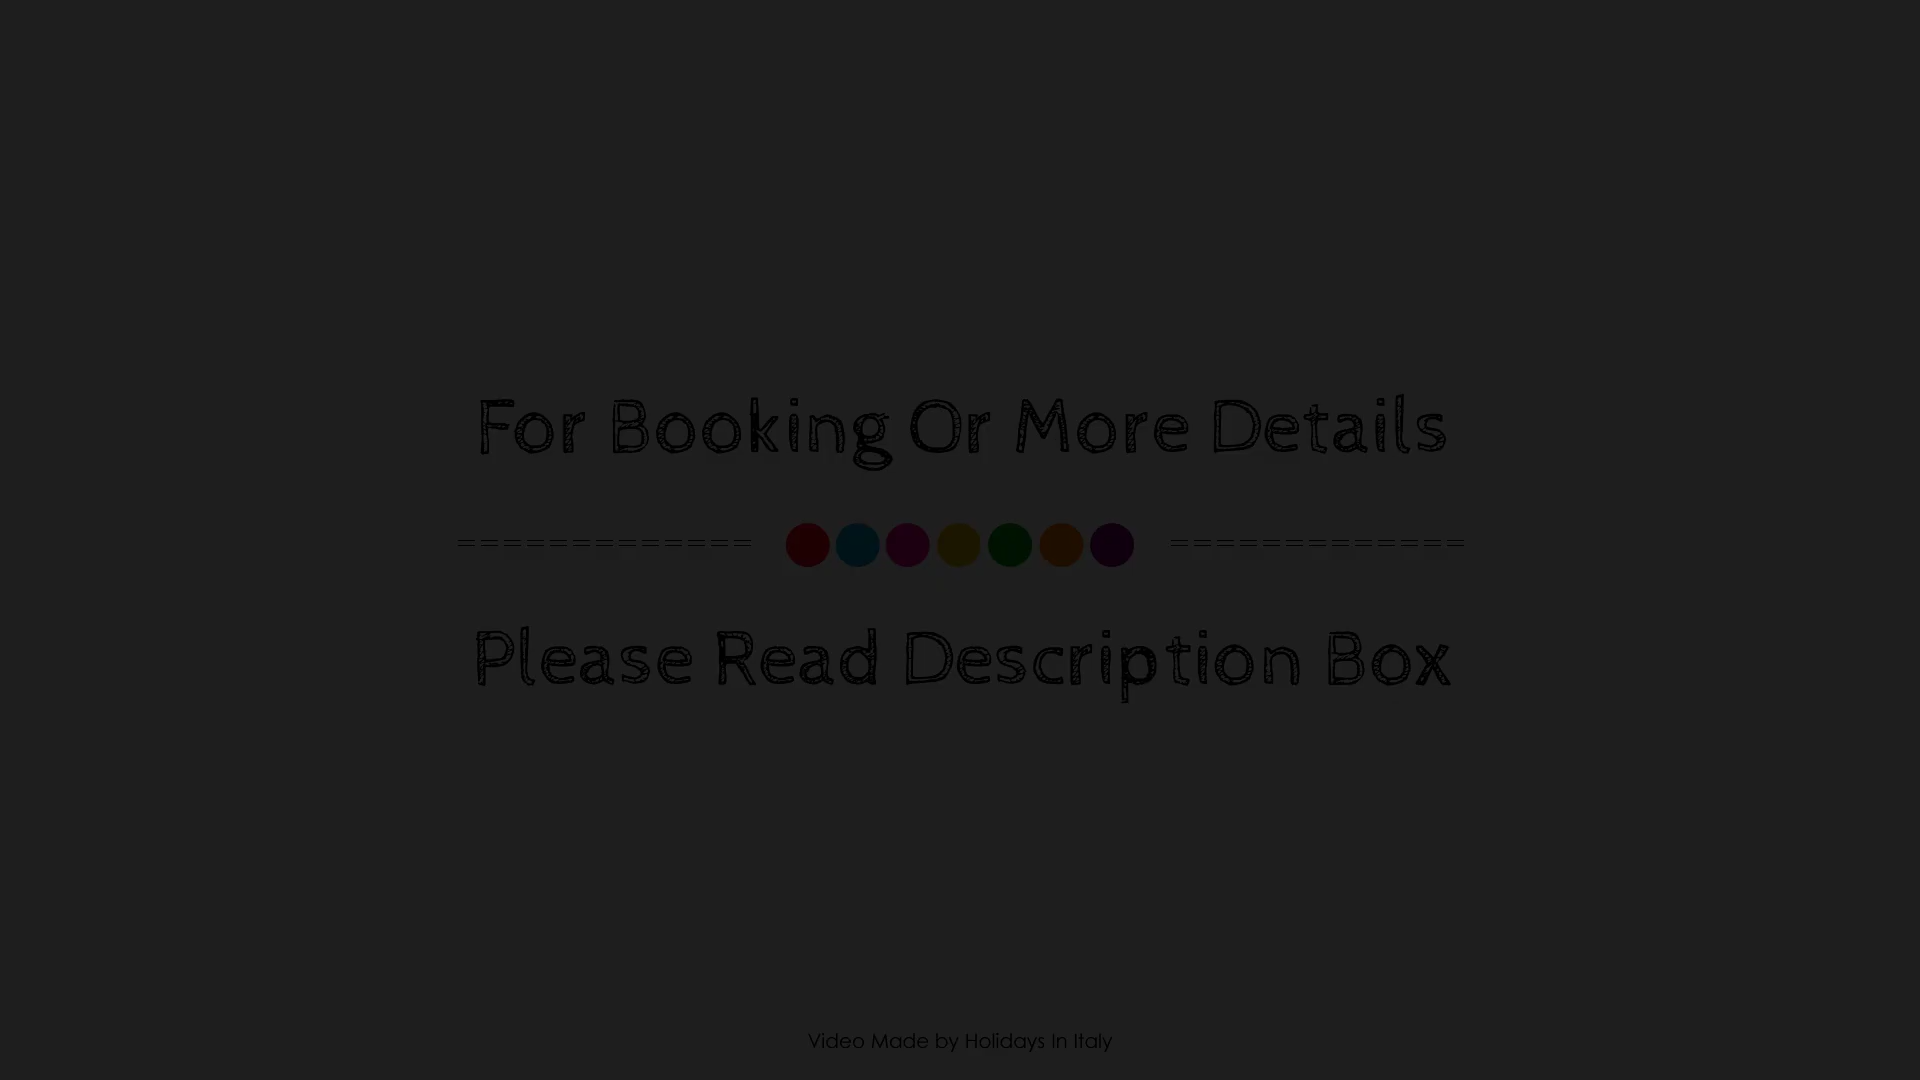 For Booking Or More Details
============= =============
Please Read Description Box
Video Made by Holidays In Italy